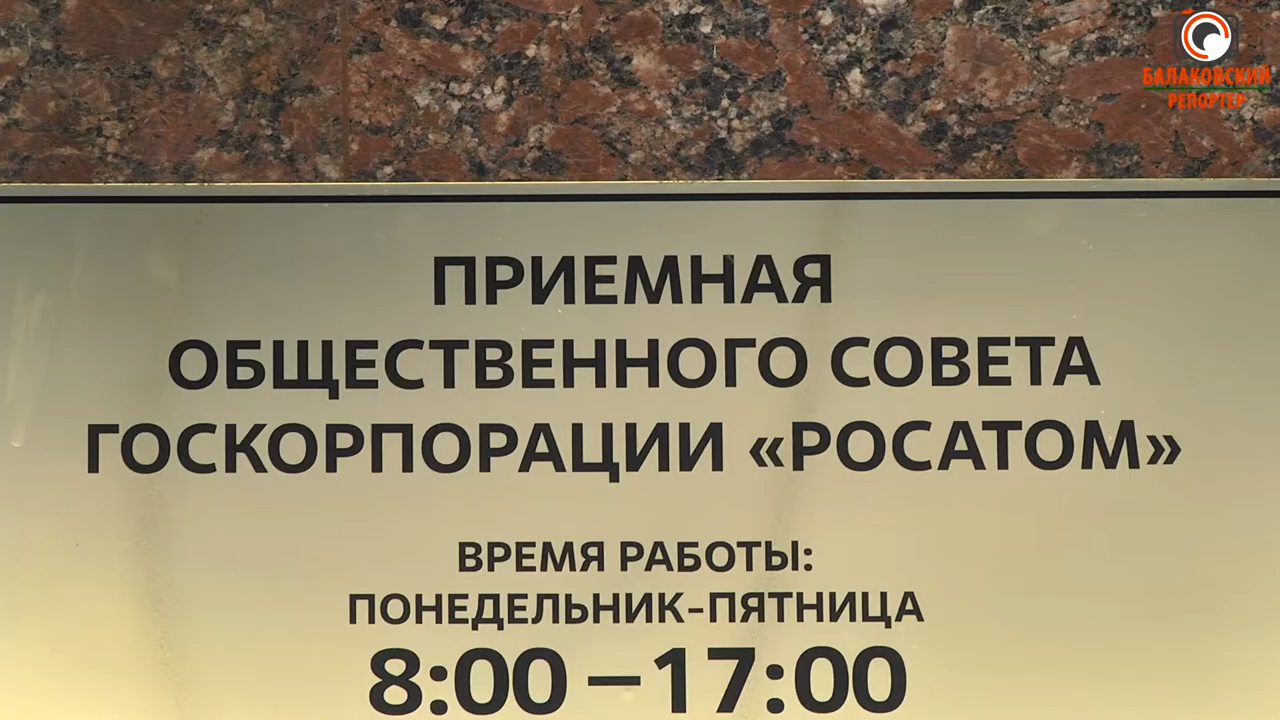 БАЛАКОВСКИЙ
РЕПОРТЕР
ПРИЕМНАЯ
ОБЩЕСТВЕННОГО СОВЕТА
ГОСКОРПОРАЦИИ «РОСАТОМ»
ВРЕМЯ РАБОТЫ:
ПОНЕДЕЛЬНИК-ПЯТНИЦА
8:00 – 17:00